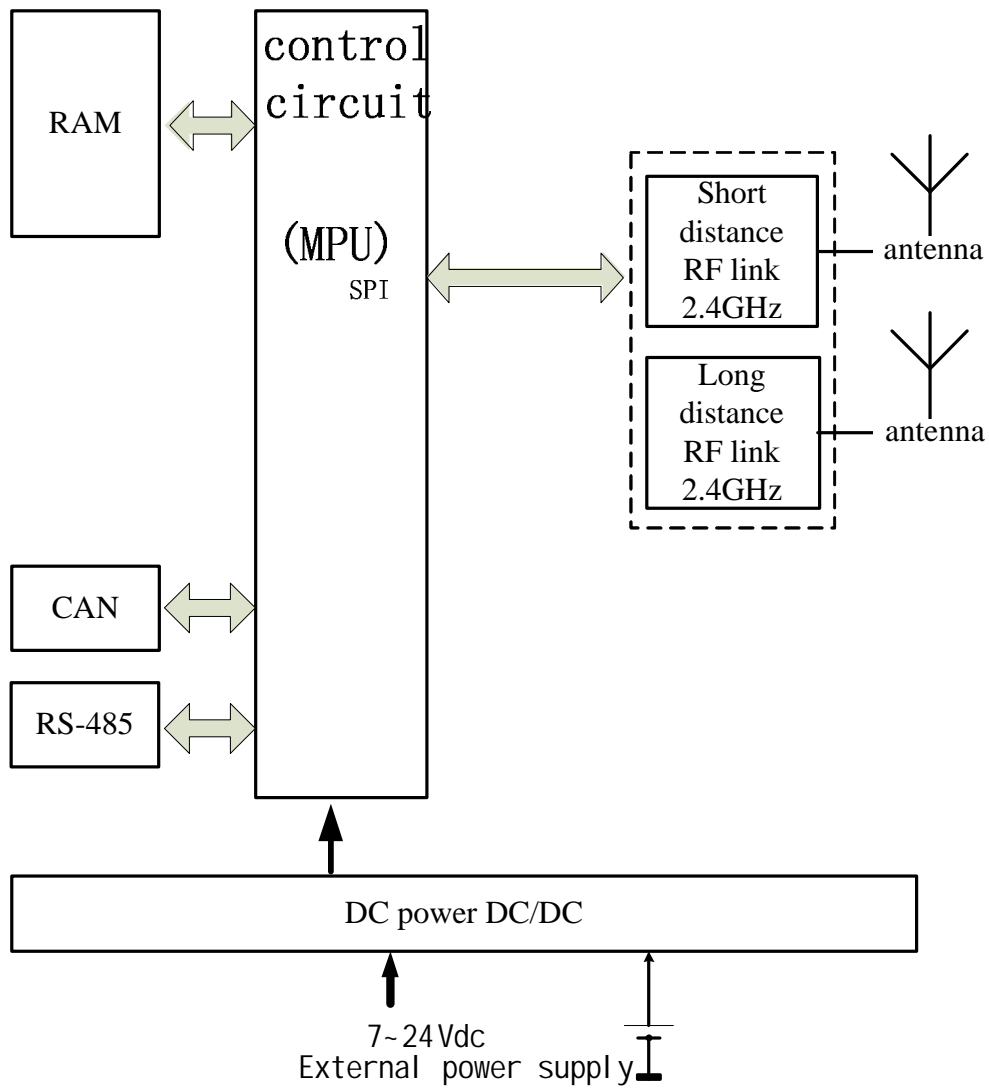 control
circuit
RAM
(MPU)
SPI
Short
distance
RF link
2.4GHz
antenna
Long
distance
RF link
2.4GHz
antenna
CAN
RS-485
DC power DC/DC
7~24Vdc
External power supply